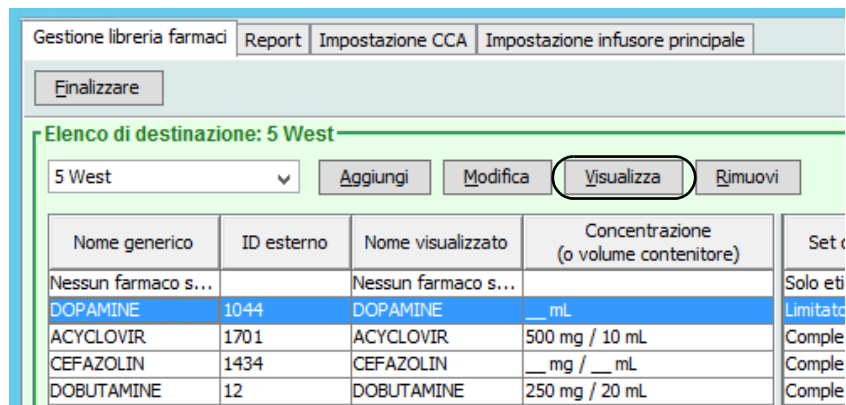 Gestione libreria farmaci Report Impostazione CCA Impostazione infusore principale
Finalizzare
Elenco di destinazione: 5 West
5 West Aggiungi Modifica Visualizza Rimuovi
Nome generico ID esterno Nome visualizzato Concentrazione (o volume contenitore) Set
Nessun farmaco s... Nessun farmaco s... Solo eti
DOPAMINE 1044 DOPAMINE __ mL Limitato
ACYCLOVIR 1701 ACYCLOVIR 500 mg / 10 mL Comple
CEFAZOLIN 1434 CEFAZOLIN __ mg / __ mL Comple
DOBUTAMINE 12 DOBUTAMINE 250 mg / 20 mL Comple